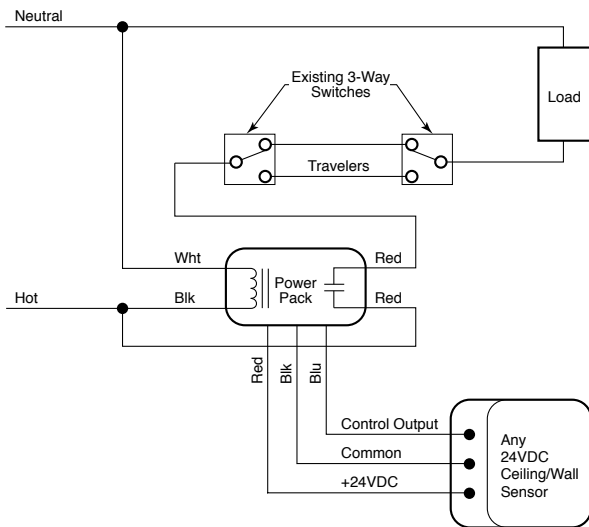 Neutral
Existing 3-Way
Switches
Load
Travelers
Wht
Red
Power
Pack
Hot
Blk
Red
Red
Blk
Blu
Control Output
Common
+24VDC
Any
24VDC
Ceiling/Wall
Sensor